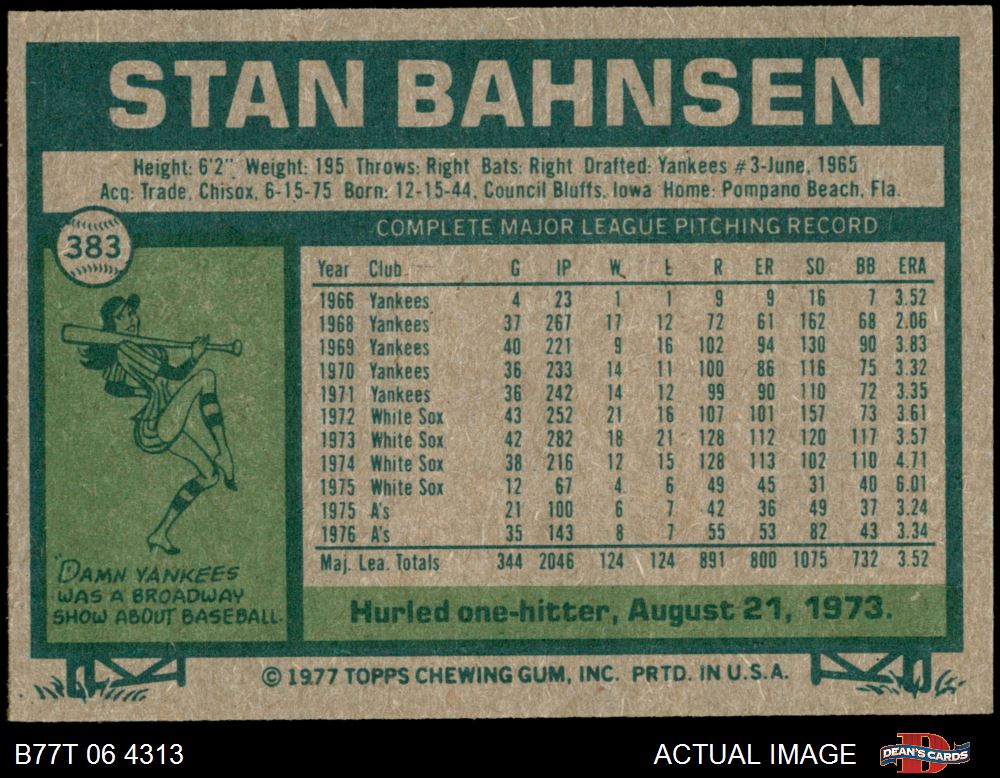 STAN BAHNSEN
Height: 6'2" Weight: 195 Throws: Right Bats: Right Drafted: Yankees #3-June, 1965
Acq: Trade, Chisox, 6-15-75 Born: 12-15-44, Council Bluffs, Iowa Home: Pompano Beach, Fla.
383
COMPLETE MAJOR LEAGUE PITCHING RECORD
Year Club G IP W L R ER SO BB ERA
1966 Yankees 4 23 1 1 9 9 16 7 3.52
1968 Yankees 37 267 17 12 72 61 162 68 2.06
1969 Yankees 40 221 9 16 102 94 130 90 3.83
1970 Yankees 36 233 14 11 100 86 116 75 3.32
1971 Yankees 36 242 14 12 99 90 110 72 3.35
1972 White Sox 43 252 21 16 107 101 157 73 3.61
1973 White Sox 42 282 18 21 128 112 120 117 3.57
1974 White Sox 38 216 12 15 128 113 102 110 4.71
1975 White Sox 12 67 4 6 49 45 31 40 6.01
1975 A's 21 100 6 7 42 36 49 37 3.24
1976 A's 35 143 8 7 55 53 82 43 3.34
Maj. Lea. Totals 344 2046 124 124 891 800 1075 732 3.52
"DAMN YANKEES
WAS A BROADWAY
SHOW ABOUT BASEBALL.
Hurled one-hitter, August 21, 1973.
© 1977 TOPPS CHEWING GUM, INC. PRTD. IN U.S.A.
B77T 06 4313
ACTUAL IMAGE
DEAN'S CARDS